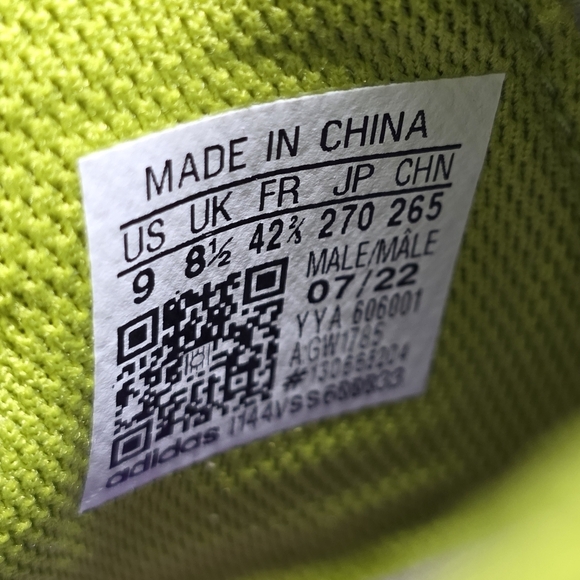 MADE IN CHINA
US UK FR JP CHN
9 8½ 42⅔ 270 265
MALE/MÂLE
07/22
YYA 606001
A:GW1785
adidas